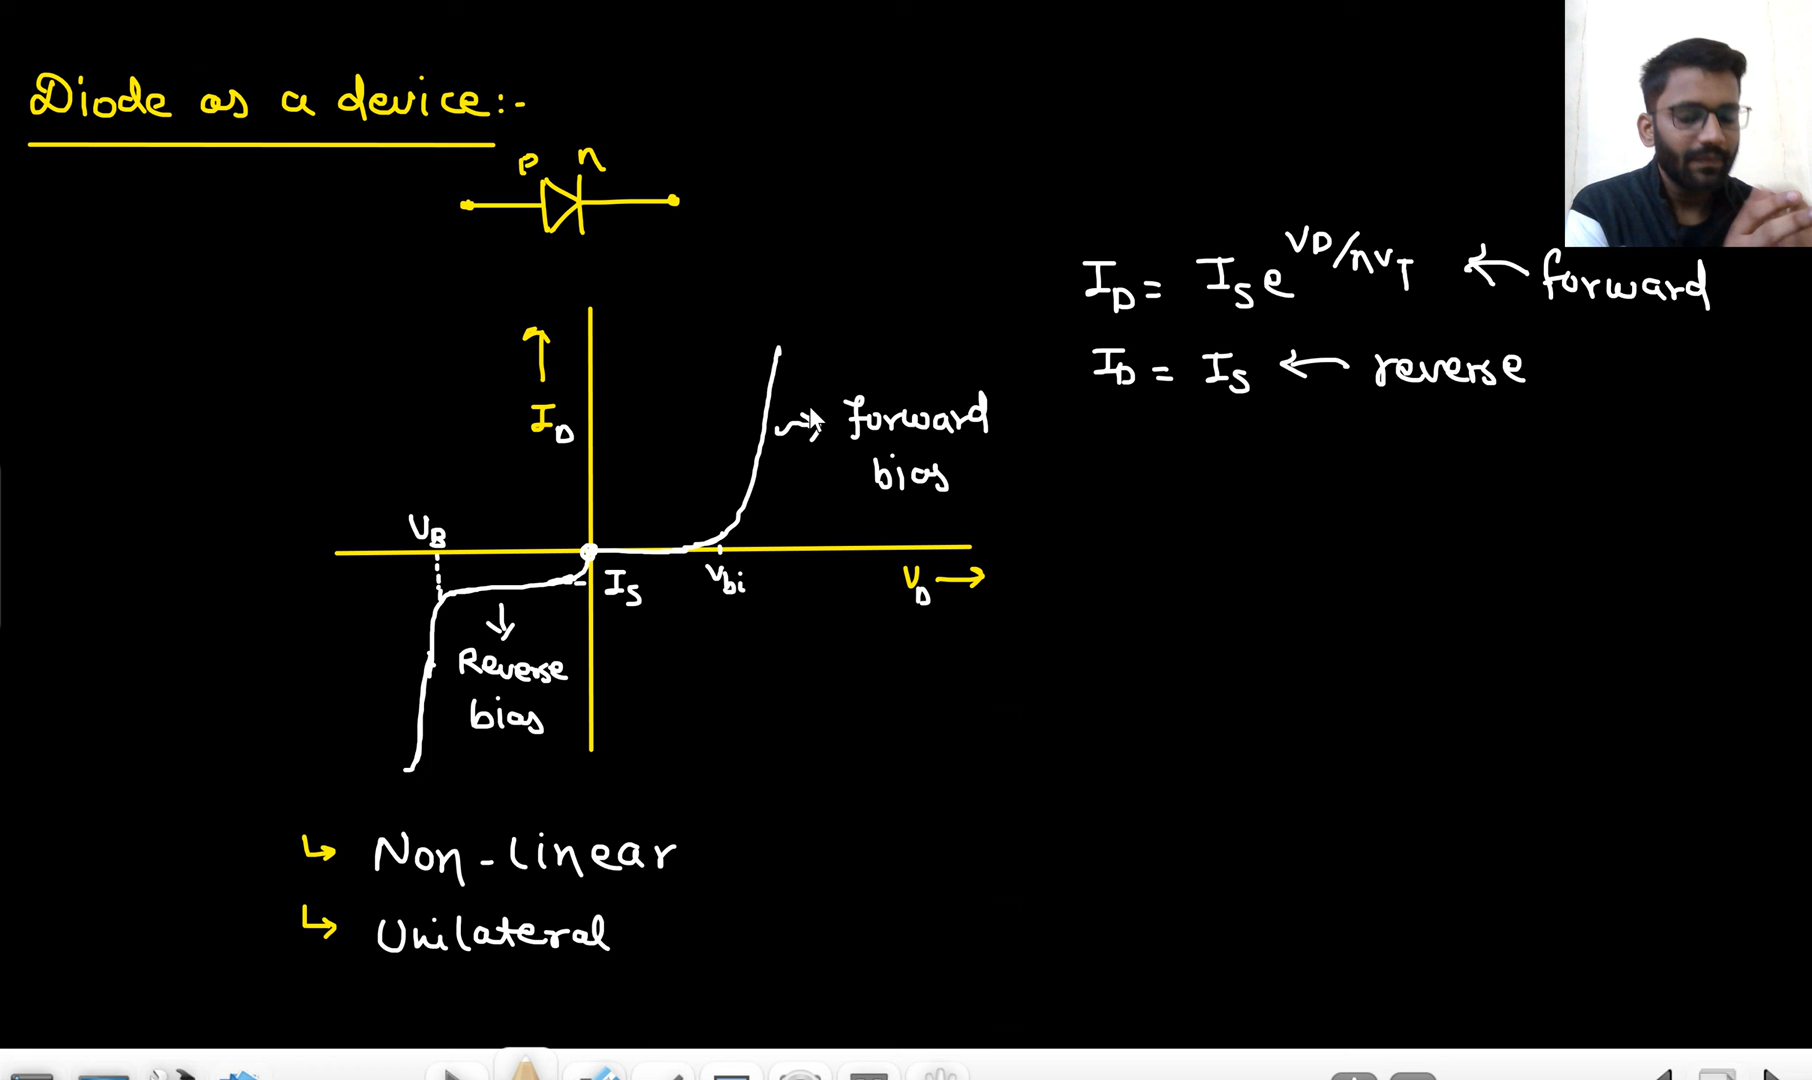 Diode as a device:-
P n
I_D = I_S e^{VD/nV_T} ← forward
I_D = I_S ← reverse
↑
I_D
forward
bias
V_B
I_S
V_bi
V_D →
Reverse
bias
↳ Non-Linear
↳ Unilateral